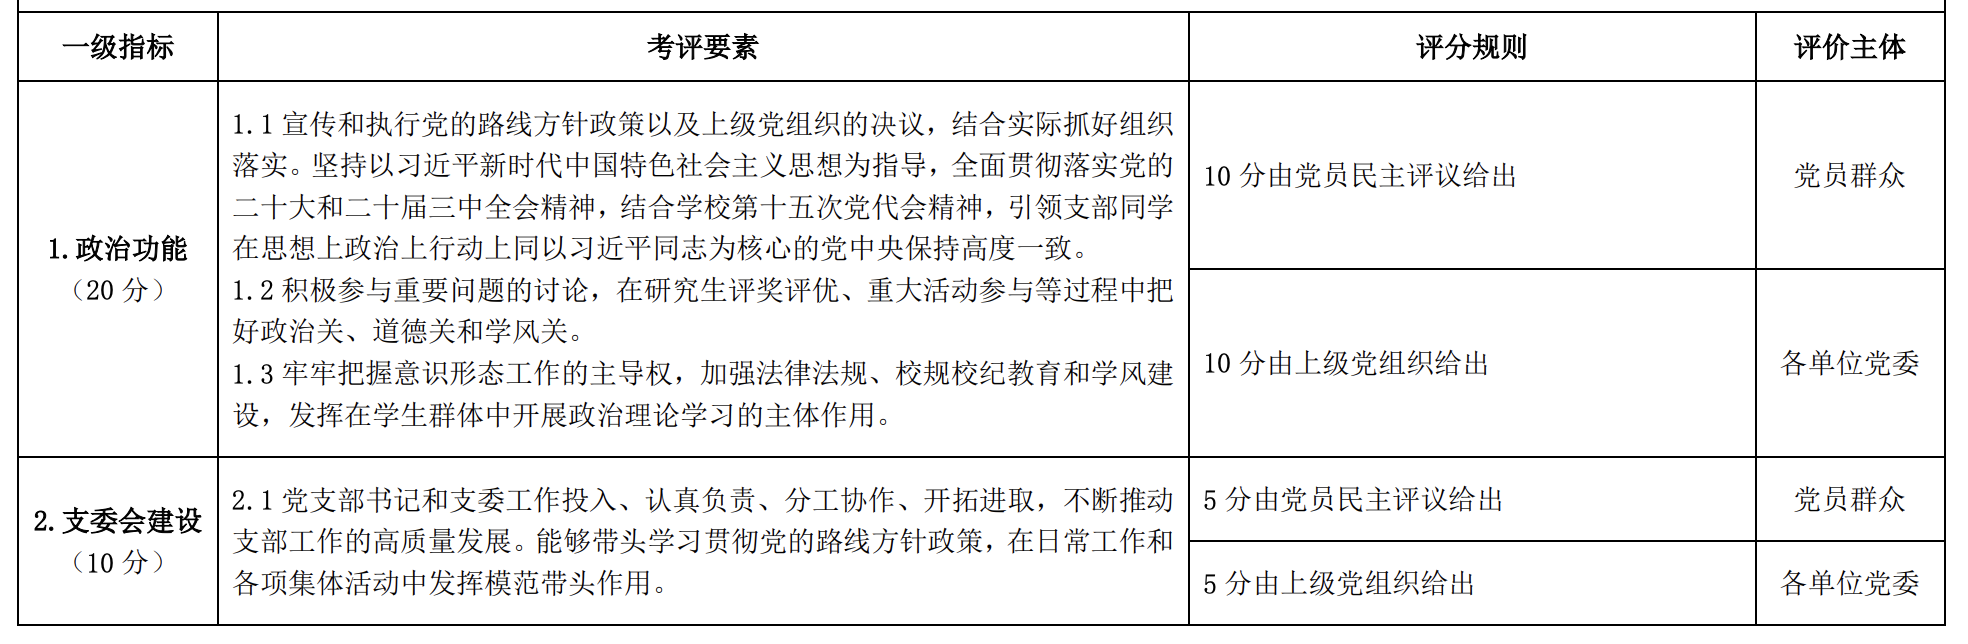 一级指标
考评要素
评分规则
评价主体
1.政治功能
（20 分）
1.1 宣传和执行党的路线方针政策以及上级党组织的决议，结合实际抓好组织
落实。坚持以习近平新时代中国特色社会主义思想为指导，全面贯彻落实党的
二十大和二十届三中全会精神，结合学校第十五次党代会精神，引领支部同学
在思想上政治上行动上同以习近平同志为核心的党中央保持高度一致。
1.2 积极参与重要问题的讨论，在研究生评奖评优、重大活动参与等过程中把
好政治关、道德关和学风关。
1.3 牢牢把握意识形态工作的主导权，加强法律法规、校规校纪教育和学风建
设，发挥在学生群体中开展政治理论学习的主体作用。
10 分由党员民主评议给出
党员群众
10 分由上级党组织给出
各单位党委
2.支委会建设
（10 分）
2.1 党支部书记和支委工作投入、认真负责、分工协作、开拓进取，不断推动
支部工作的高质量发展。能够带头学习贯彻党的路线方针政策，在日常工作和
各项集体活动中发挥模范带头作用。
5 分由党员民主评议给出
党员群众
5 分由上级党组织给出
各单位党委